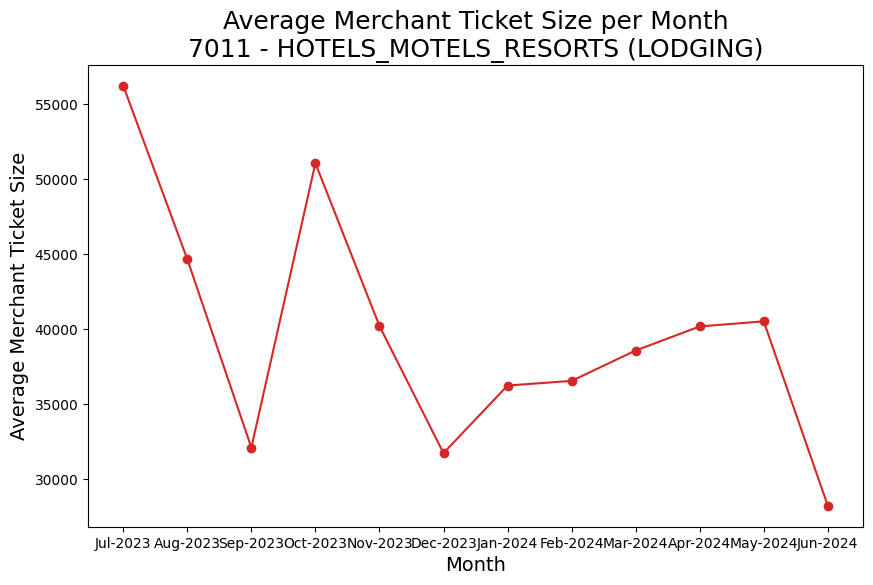 Average Merchant Ticket Size per Month
7011 - HOTELS_MOTELS_RESORTS (LODGING)
Average Merchant Ticket Size
55000
50000
45000
40000
35000
30000
Jul-2023 Aug-2023 Sep-2023 Oct-2023 Nov-2023 Dec-2023 Jan-2024 Feb-2024 Mar-2024 Apr-2024 May-2024 Jun-2024
Month